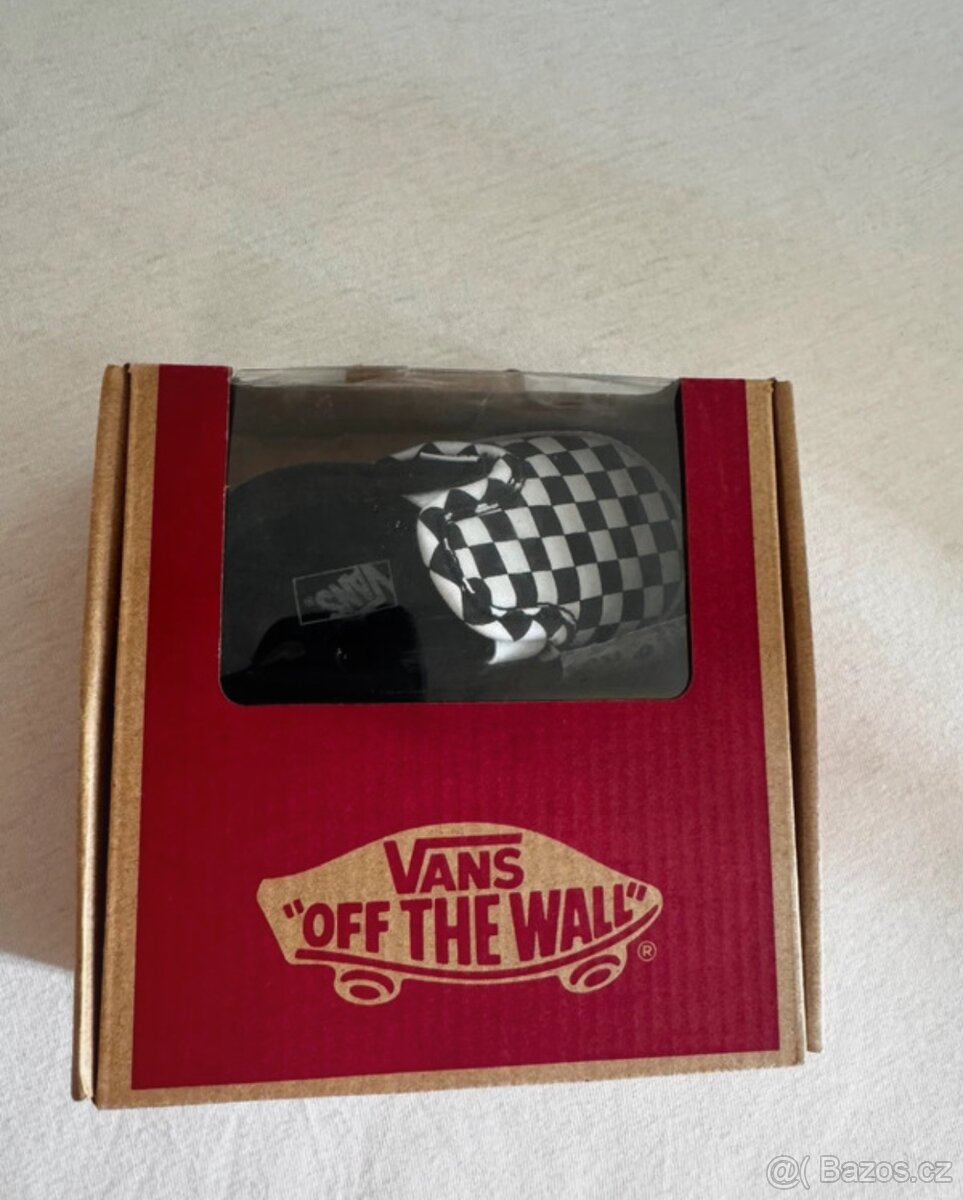 VANS
VANS
"OFF THE WALL"
®
@( Bazos.cz